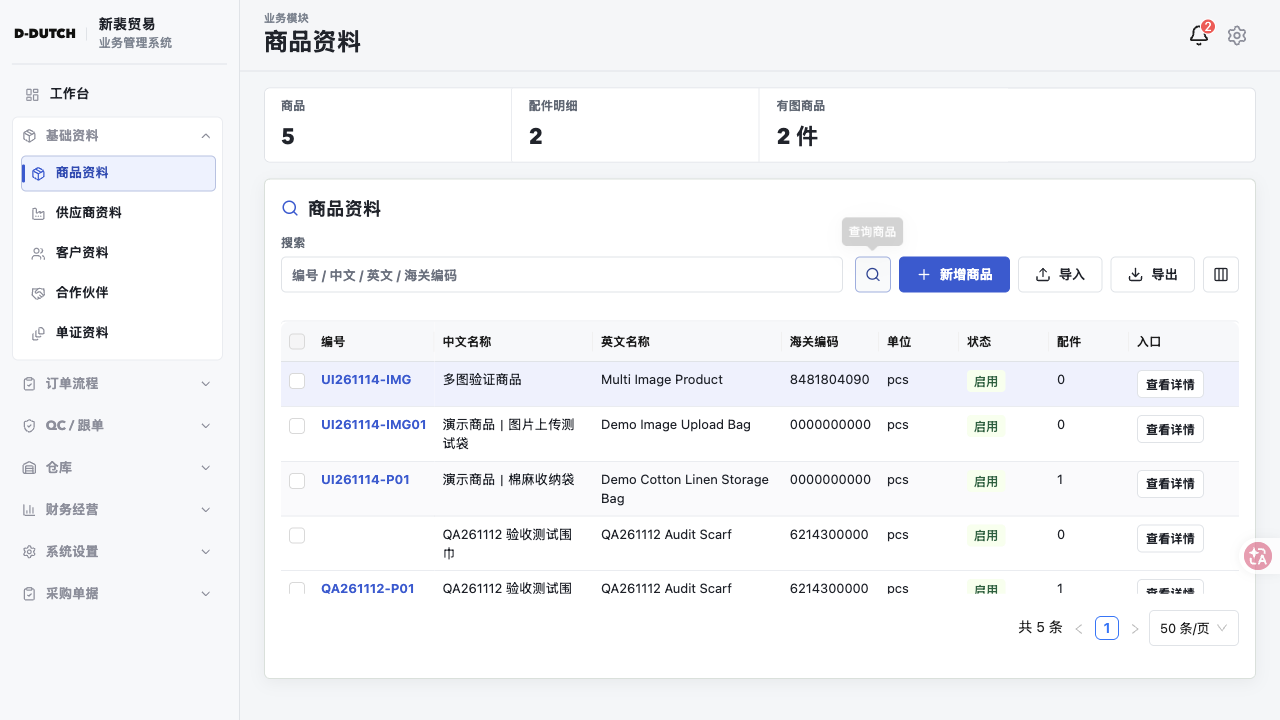 D-DUTCH
新裴贸易
业务管理系统
工作台
基础资料
商品资料
供应商资料
客户资料
合作伙伴
单证资料
订单流程
QC / 跟单
仓库
财务经营
系统设置
采购单据
业务模块
商品资料
2
商品
5
配件明细
2
有图商品
2 件
商品资料
搜索
查询商品
编号 / 中文 / 英文 / 海关编码
新增商品
导入
导出
编号 中文名称 英文名称 海关编码 单位 状态 配件 入口
UI261114-IMG 多图验证商品 Multi Image Product 8481804090 pcs 启用 0 查看详情
UI261114-IMG01 演示商品 | 图片上传测试袋 Demo Image Upload Bag 0000000000 pcs 启用 0 查看详情
UI261114-P01 演示商品 | 棉麻收纳袋 Demo Cotton Linen Storage Bag 0000000000 pcs 启用 1 查看详情
QA261112 验收测试围巾 QA261112 Audit Scarf 6214300000 pcs 启用 0 查看详情
QA261112-P01 QA261112 验收测试围 QA261112 Audit Scarf 6214300000 pcs 启用 1 查看详情
共 5 条
1
50 条/页